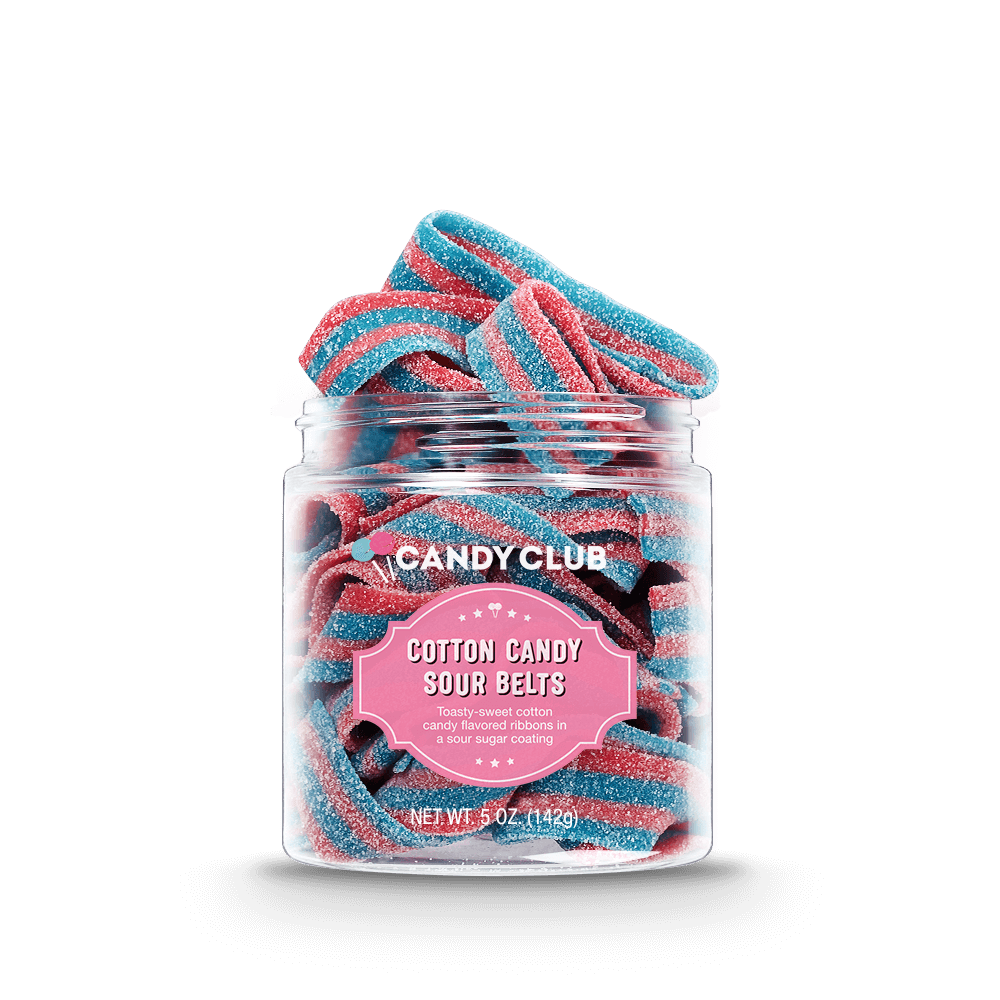 CANDY CLUB®
COTTON CANDY
SOUR BELTS
Toasty-sweet cotton
candy flavored ribbons in
a sour sugar coating
NET WT. 5 OZ. (142g)